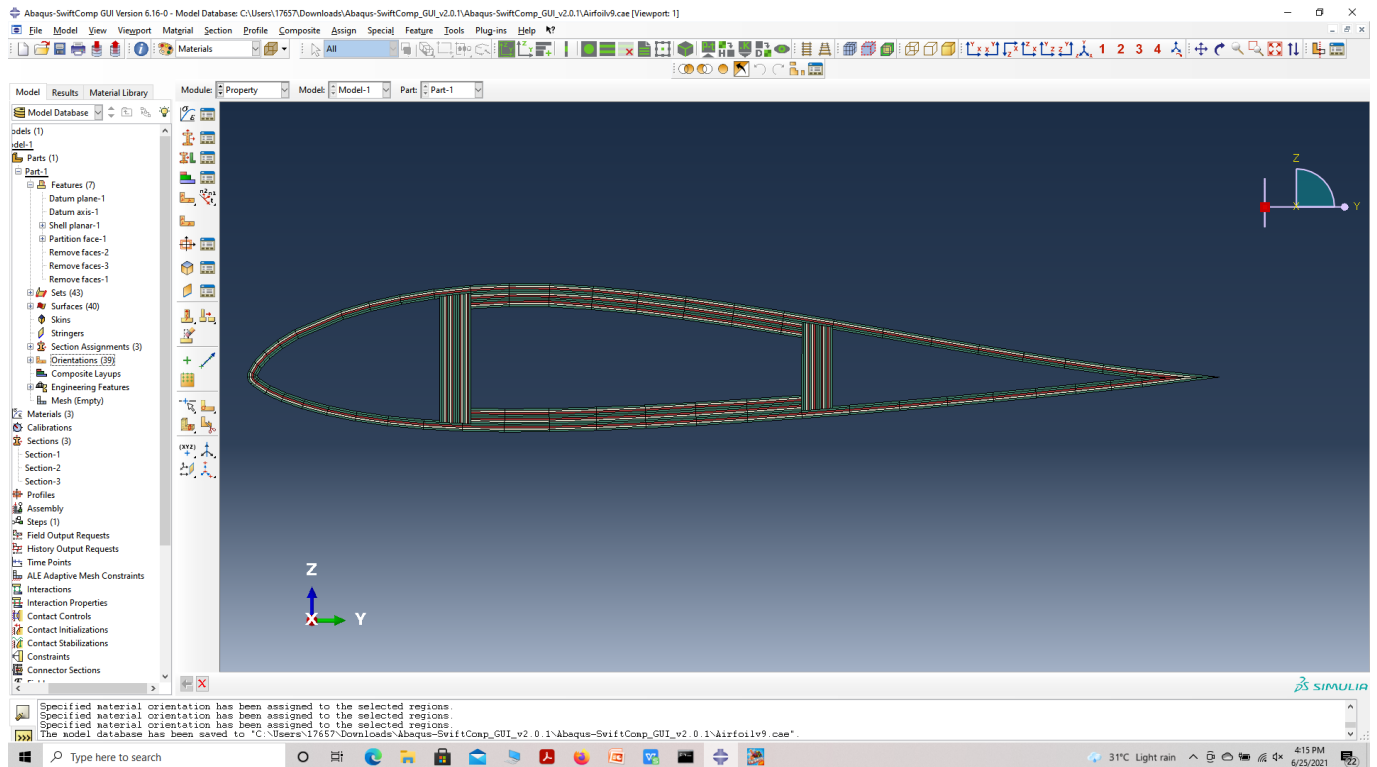 Abaqus-SwiftComp GUI Version 6.16-0 - Model Database: C:\Users\17657\Downloads\Abaqus-SwiftComp_GUI_v2.0.1\Abaqus-SwiftComp_GUI_v2.0.1\Airfoilv9.cae [Viewport: 1]
File Model View Viewport Material Section Profile Composite Assign Special Feature Tools Plug-ins Help
Materials All 1 2 3 4
Model Results Material Library Module: Property Model: Model-1 Part: Part-1
Model Database
odels (1)
odel-1
Parts (1)
Part-1
Features (7)
Datum plane-1
Datum axis-1
Shell planar-1
Partition face-1
Remove faces-2
Remove faces-3
Remove faces-1
Sets (43)
Surfaces (40)
Skins
Stringers
Section Assignments (3)
Orientations (39)
Composite Layups
Engineering Features
Mesh (Empty)
Materials (3)
Calibrations
Sections (3)
Section-1
Section-2
Section-3
Profiles
Assembly
Steps (1)
Field Output Requests
History Output Requests
Time Points
ALE Adaptive Mesh Constraints
Interactions
Interaction Properties
Contact Controls
Contact Initializations
Contact Stabilizations
Constraints
Connector Sections
(XYZ)
Z
X
Y
Z
X
Y
SIMULIA
Specified material orientation has been assigned to the selected regions.
Specified material orientation has been assigned to the selected regions.
Specified material orientation has been assigned to the selected regions.
The model database has been saved to "C:\Users\17657\Downloads\Abaqus-SwiftComp_GUI_v2.0.1\Abaqus-SwiftComp_GUI_v2.0.1\Airfoilv9.cae".
Type here to search
31°C Light rain
4:15 PM
6/25/2021
22